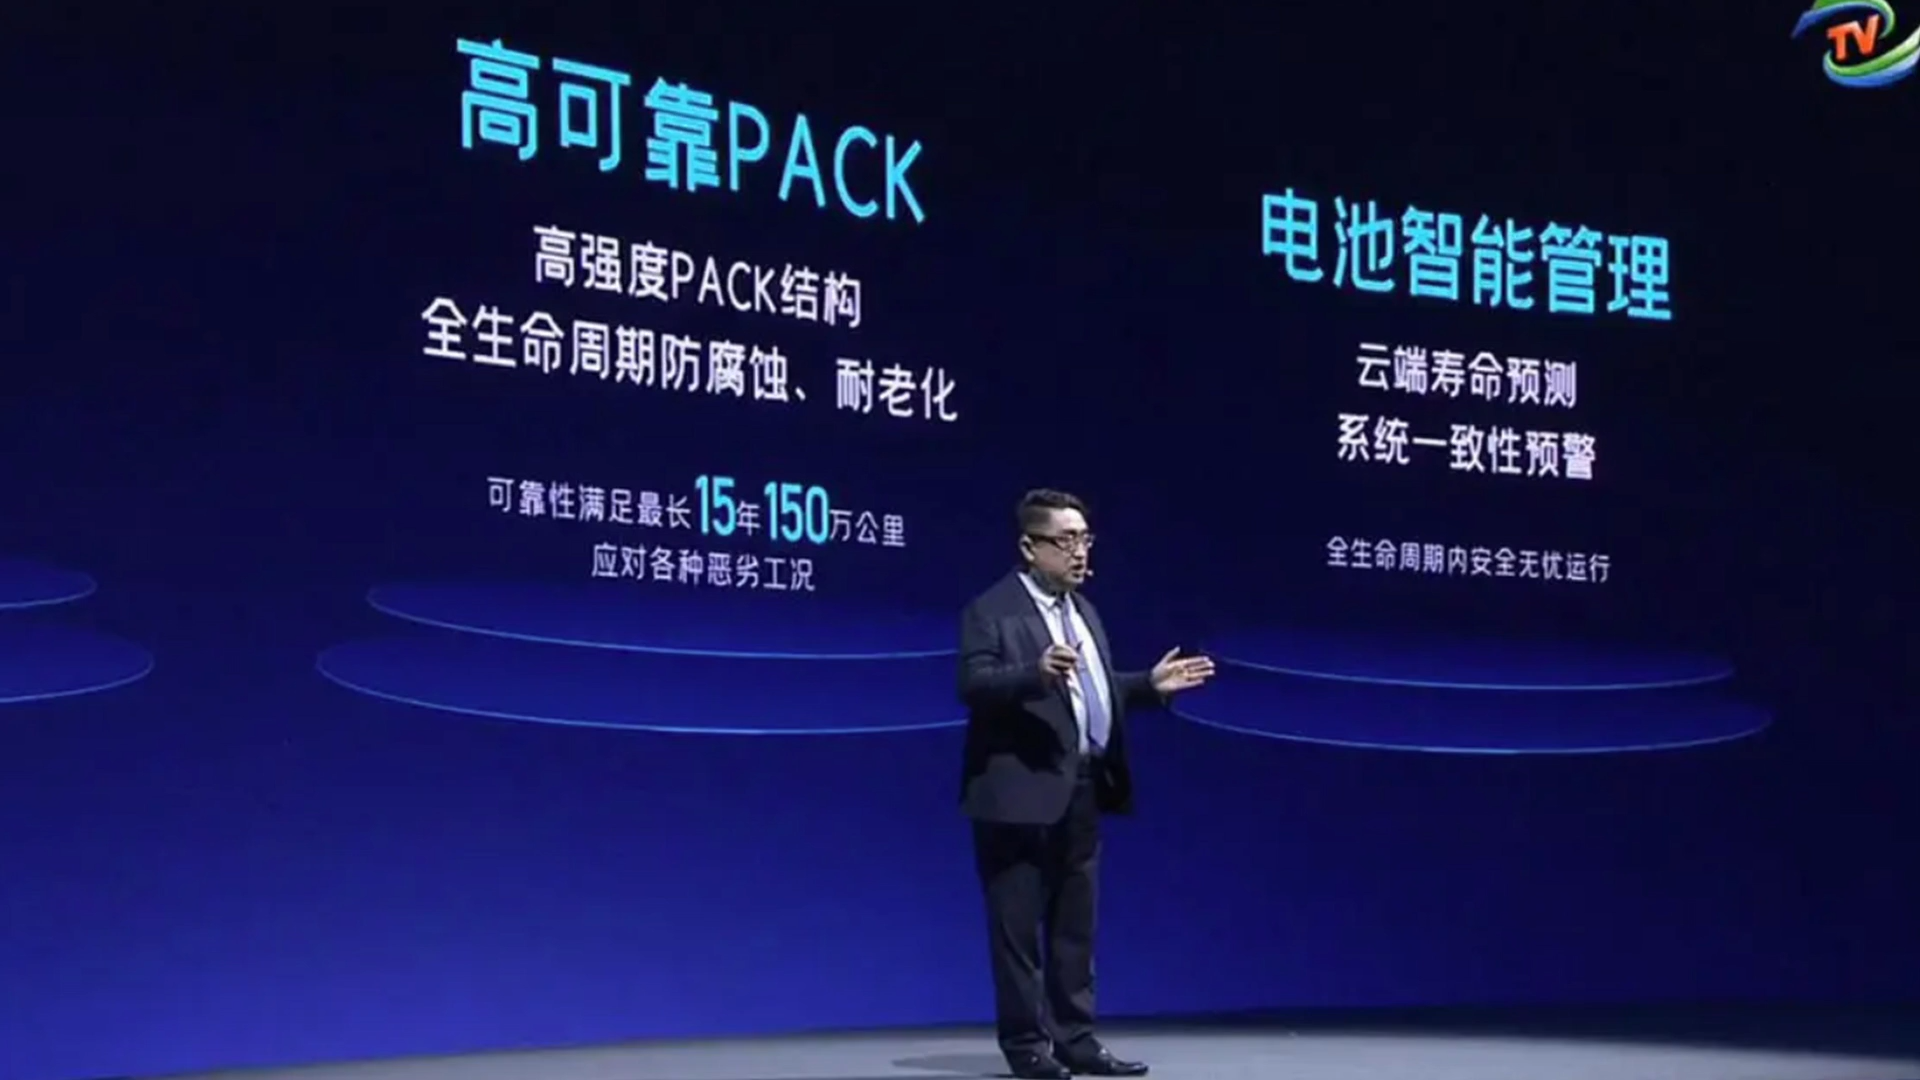 高可靠PACK
高强度PACK结构
全生命周期防腐蚀、耐老化
可靠性满足最长15年150万公里
应对各种恶劣工况
电池智能管理
云端寿命预测
系统一致性预警
全生命周期内安全无忧运行
TV